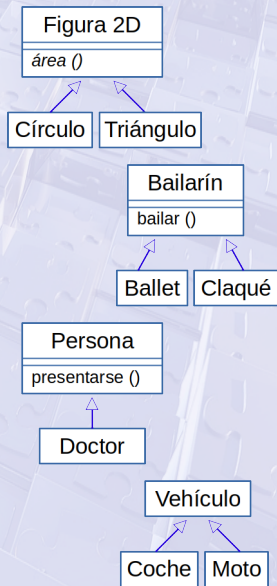 Figura 2D
área ()
Círculo Triángulo
Bailarín
bailar ()
Ballet Claqué
Persona
presentarse ()
Doctor
Vehículo
Coche Moto